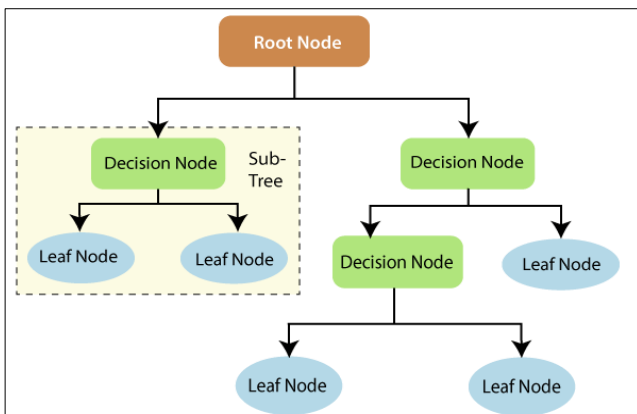 Root Node
Decision Node
Sub-
Tree
Decision Node
Leaf Node
Leaf Node
Decision Node
Leaf Node
Leaf Node
Leaf Node